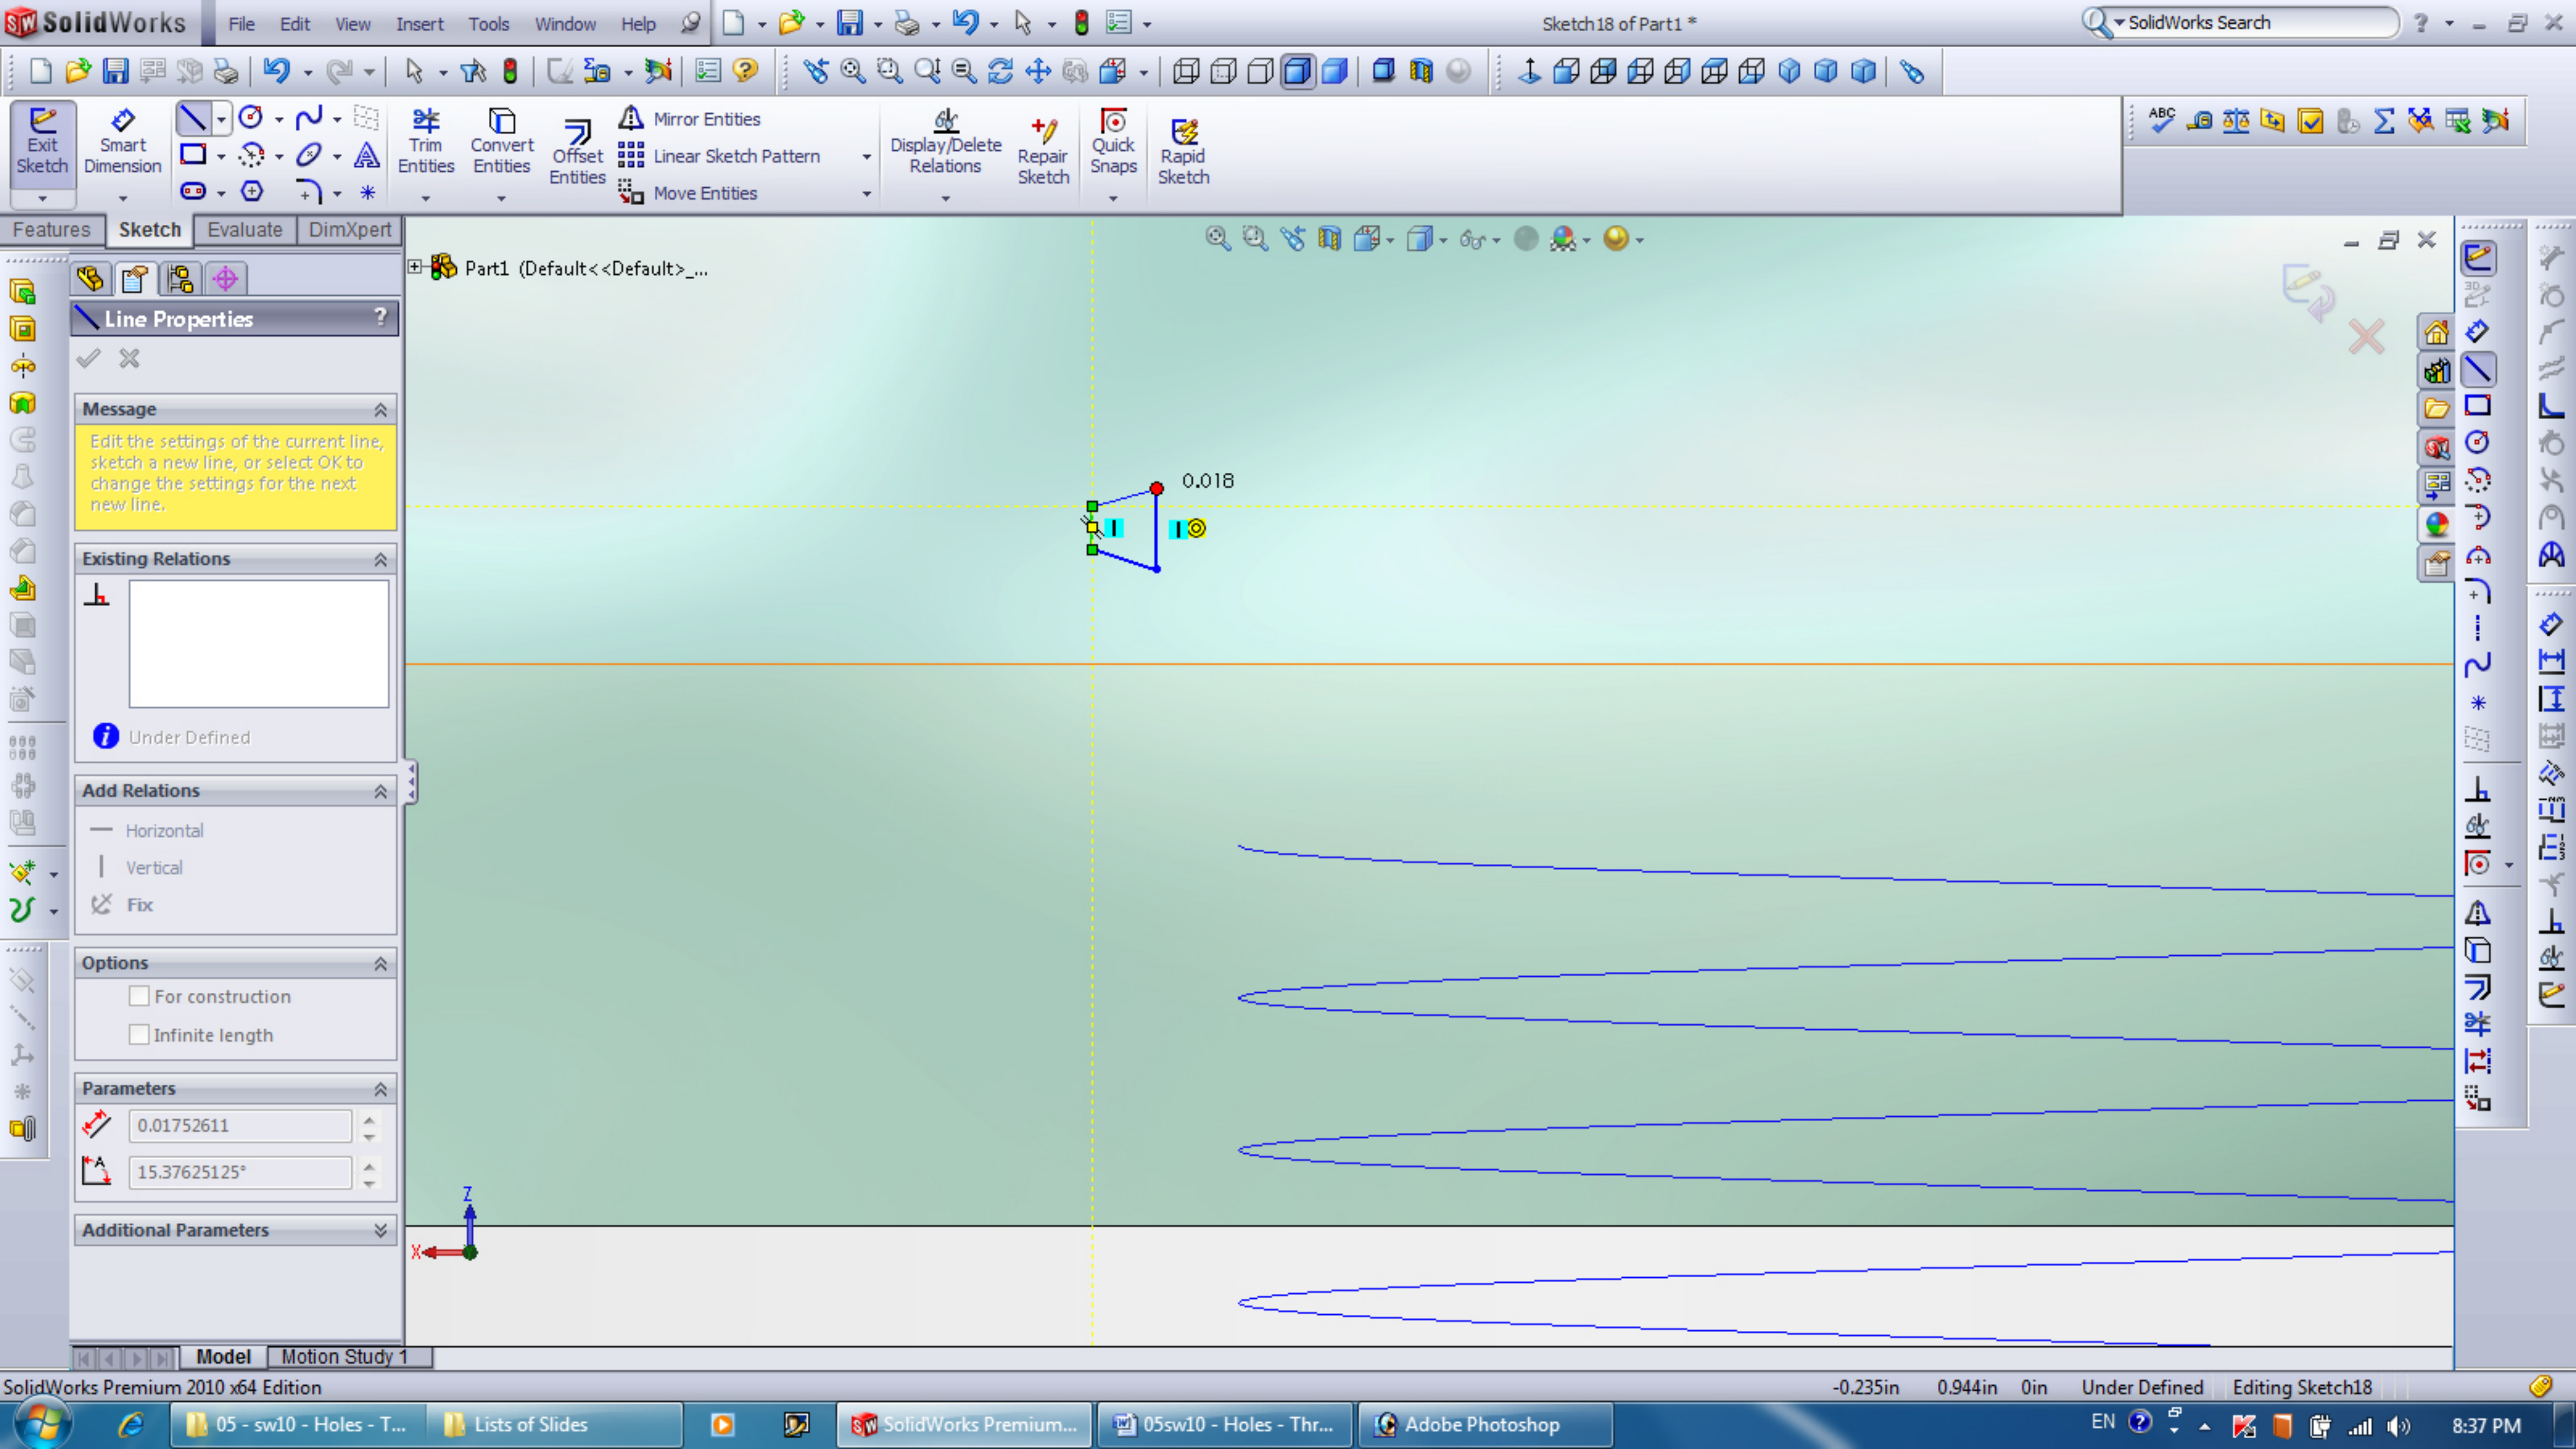 SolidWorks
File Edit View Insert Tools Window Help
Sketch18 of Part1 *
SolidWorks Search
Exit Sketch
Smart Dimension
Trim Entities
Convert Entities
Offset Entities
Mirror Entities
Linear Sketch Pattern
Move Entities
Display/Delete Relations
Repair Sketch
Quick Snaps
Rapid Sketch
ABC
Features Sketch Evaluate DimXpert
Part1 (Default<<Default>_...
Line Properties ?
Message
Edit the settings of the current line,
sketch a new line, or select OK to
change the settings for the next
new line.
0.018
Existing Relations
Under Defined
Add Relations
Horizontal
Vertical
Fix
Options
For construction
Infinite length
Parameters
0.01752611
15.37625125°
Additional Parameters
Z
X
Model Motion Study 1
SolidWorks Premium 2010 x64 Edition
-0.235in 0.944in 0in Under Defined Editing Sketch18
05 - sw10 - Holes - T...
Lists of Slides
SolidWorks Premium...
05sw10 - Holes - Thr...
Adobe Photoshop
EN
8:37 PM